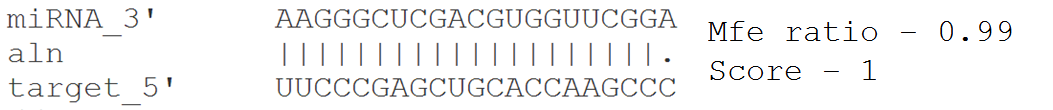 miRNA_3' AAGGGCUCGACGUGGUUCGGA
aln ||||||||||||||||||||.
target_5' UUCCCGAGCUGCACCAAGCCC
Mfe ratio – 0.99
Score – 1